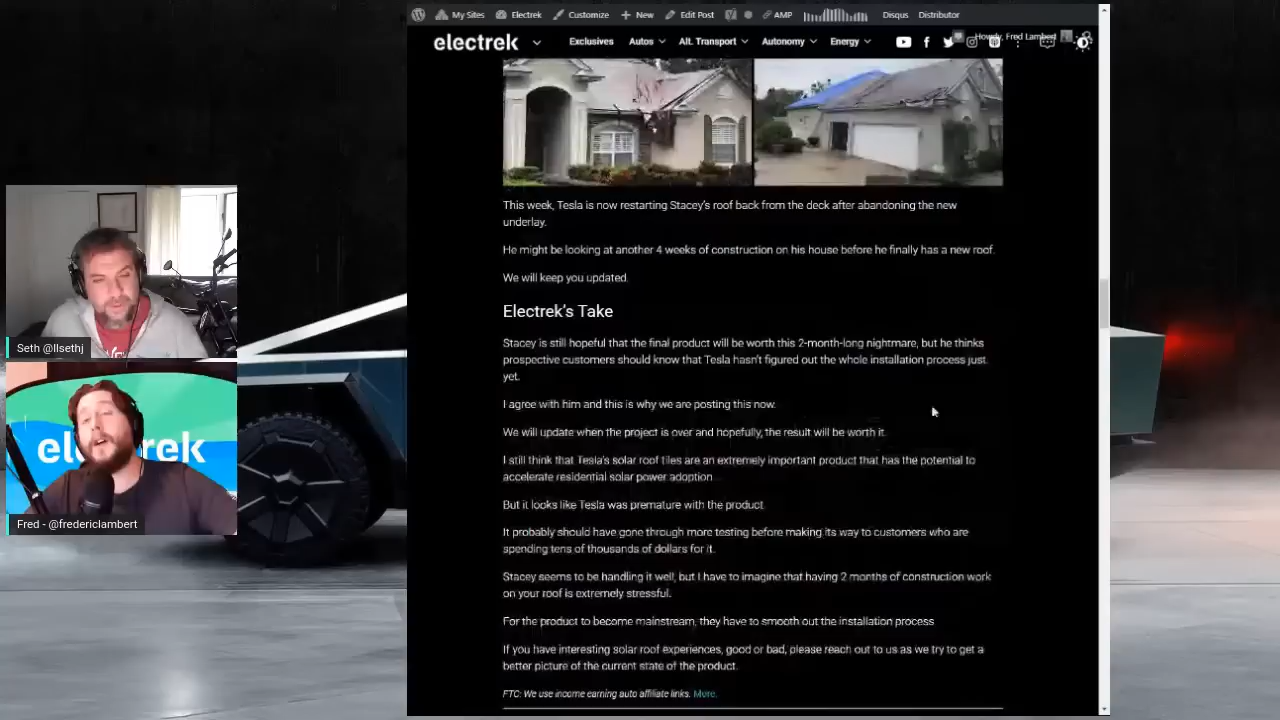 My Sites Electrek Customize New Edit Post AMP Disqus Distributor
electrek Exclusives Autos Alt. Transport Autonomy Energy Howdy, Fred Lambert
This week, Tesla is now restarting Stacey's roof back from the deck after abandoning the new
underlay.
He might be looking at another 4 weeks of construction on his house before he finally has a new roof.
We will keep you updated.
Electrek's Take
Stacey is still hopeful that the final product will be worth this 2-month-long nightmare, but he thinks
prospective customers should know that Tesla hasn't figured out the whole installation process just
yet.
I agree with him and this is why we are posting this now.
We will update when the project is over and hopefully, the result will be worth it.
I still think that Tesla's solar roof tiles are an extremely important product that has the potential to
accelerate residential solar power adoption.
But it looks like Tesla was premature with the product.
It probably should have gone through more testing before making its way to customers who are
spending tens of thousands of dollars for it.
Stacey seems to be handling it well, but I have to imagine that having 2 months of construction work
on your roof is extremely stressful.
For the product to become mainstream, they have to smooth out the installation process
If you have interesting solar roof experiences, good or bad, please reach out to us as we try to get a
better picture of the current state of the product.
FTC: We use income earning auto affiliate links. More.
Seth @llsethj
Fred - @fredericlambert